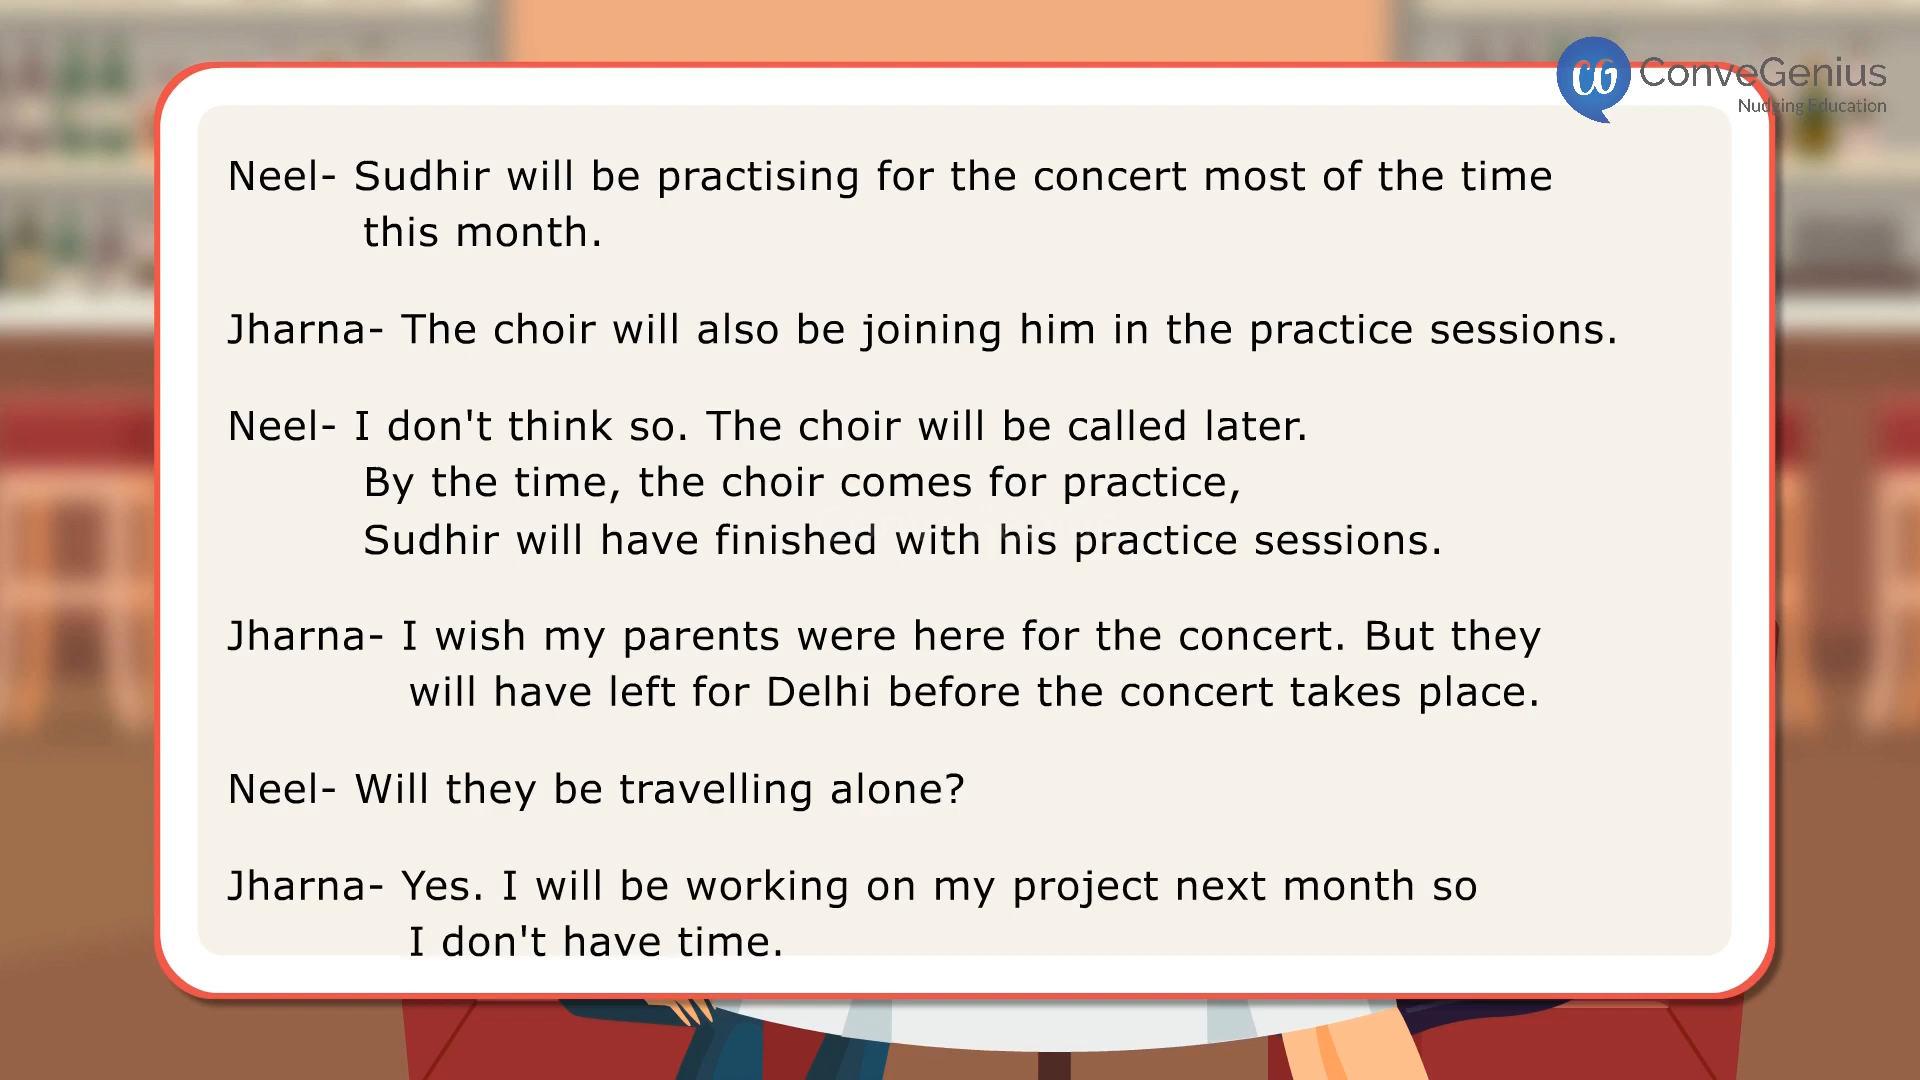 CG ConveGenius
Nudging Education
Neel- Sudhir will be practising for the concert most of the time
this month.
Jharna- The choir will also be joining him in the practice sessions.
Neel- I don't think so. The choir will be called later.
By the time, the choir comes for practice,
Sudhir will have finished with his practice sessions.
Jharna- I wish my parents were here for the concert. But they
will have left for Delhi before the concert takes place.
Neel- Will they be travelling alone?
Jharna- Yes. I will be working on my project next month so
I don't have time.